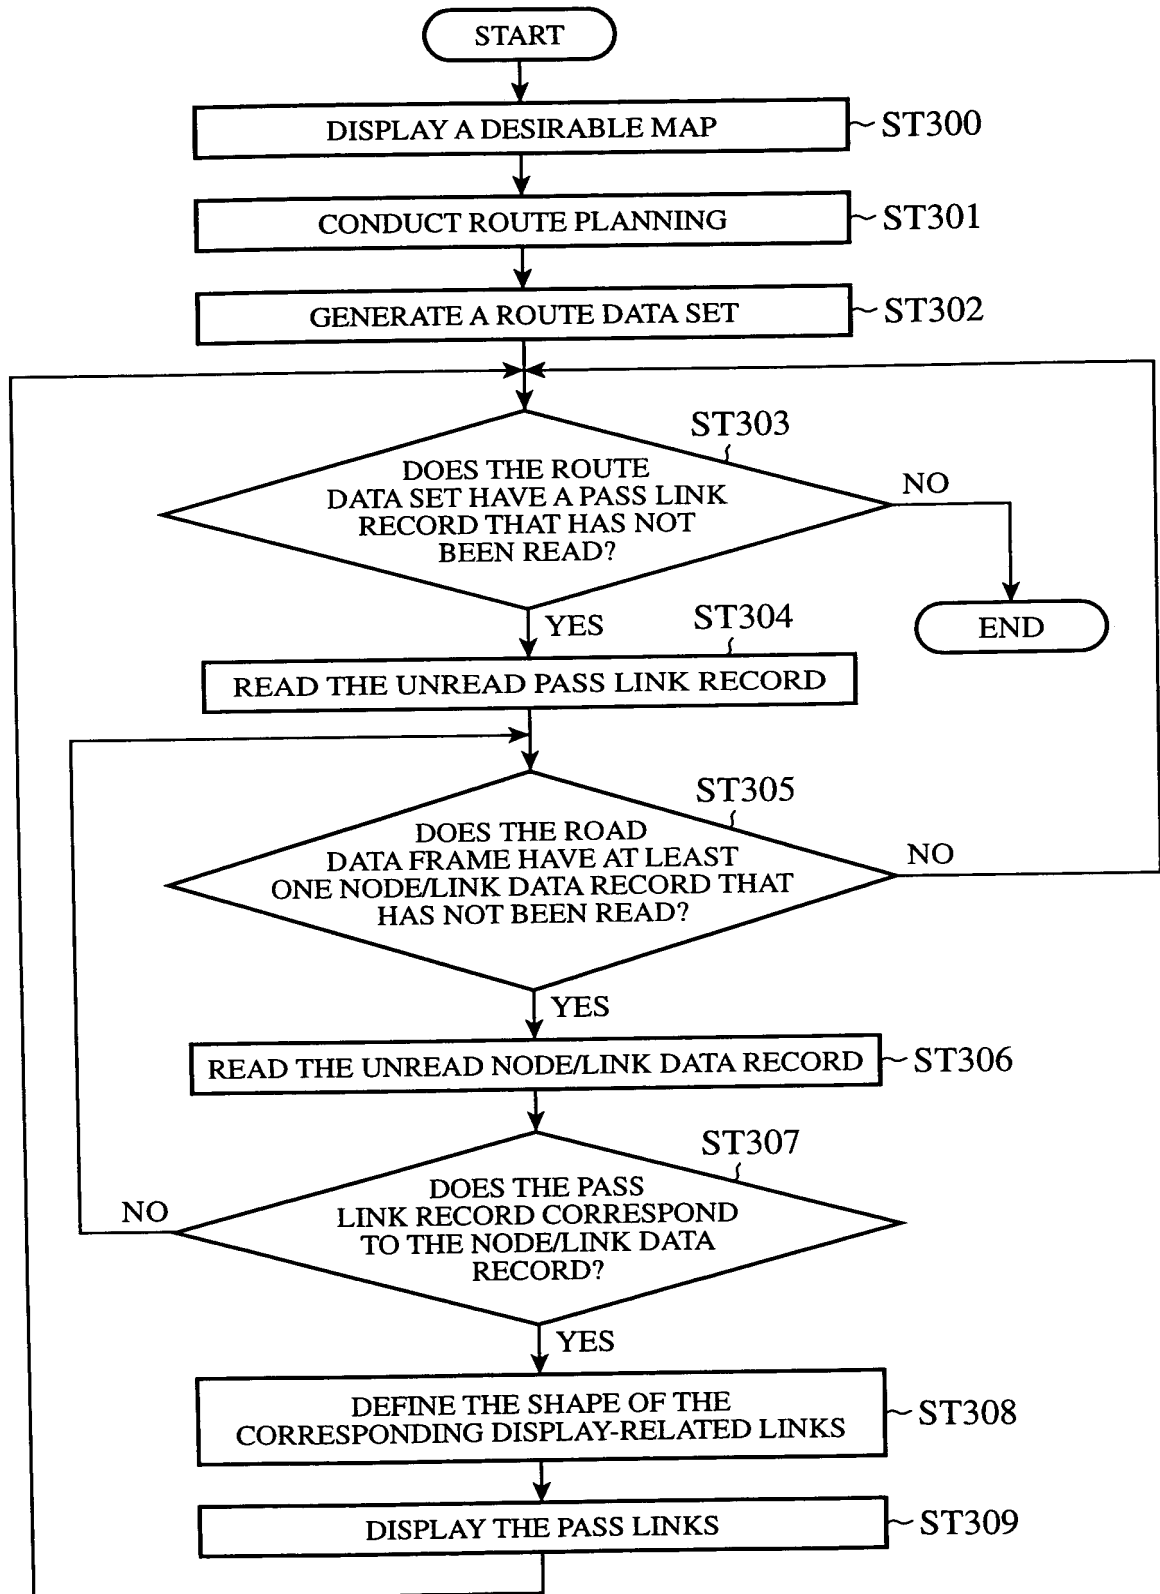 START
DISPLAY A DESIRABLE MAP
ST300
CONDUCT ROUTE PLANNING
ST301
GENERATE A ROUTE DATA SET
ST302
ST303
DOES THE ROUTE
DATA SET HAVE A PASS LINK
RECORD THAT HAS NOT
BEEN READ?
NO
END
YES
ST304
READ THE UNREAD PASS LINK RECORD
ST305
DOES THE ROAD
DATA FRAME HAVE AT LEAST
ONE NODE/LINK DATA RECORD THAT
HAS NOT BEEN READ?
NO
YES
READ THE UNREAD NODE/LINK DATA RECORD
ST306
ST307
DOES THE PASS
LINK RECORD CORRESPOND
TO THE NODE/LINK DATA
RECORD?
NO
YES
DEFINE THE SHAPE OF THE
CORRESPONDING DISPLAY-RELATED LINKS
ST308
DISPLAY THE PASS LINKS
ST309